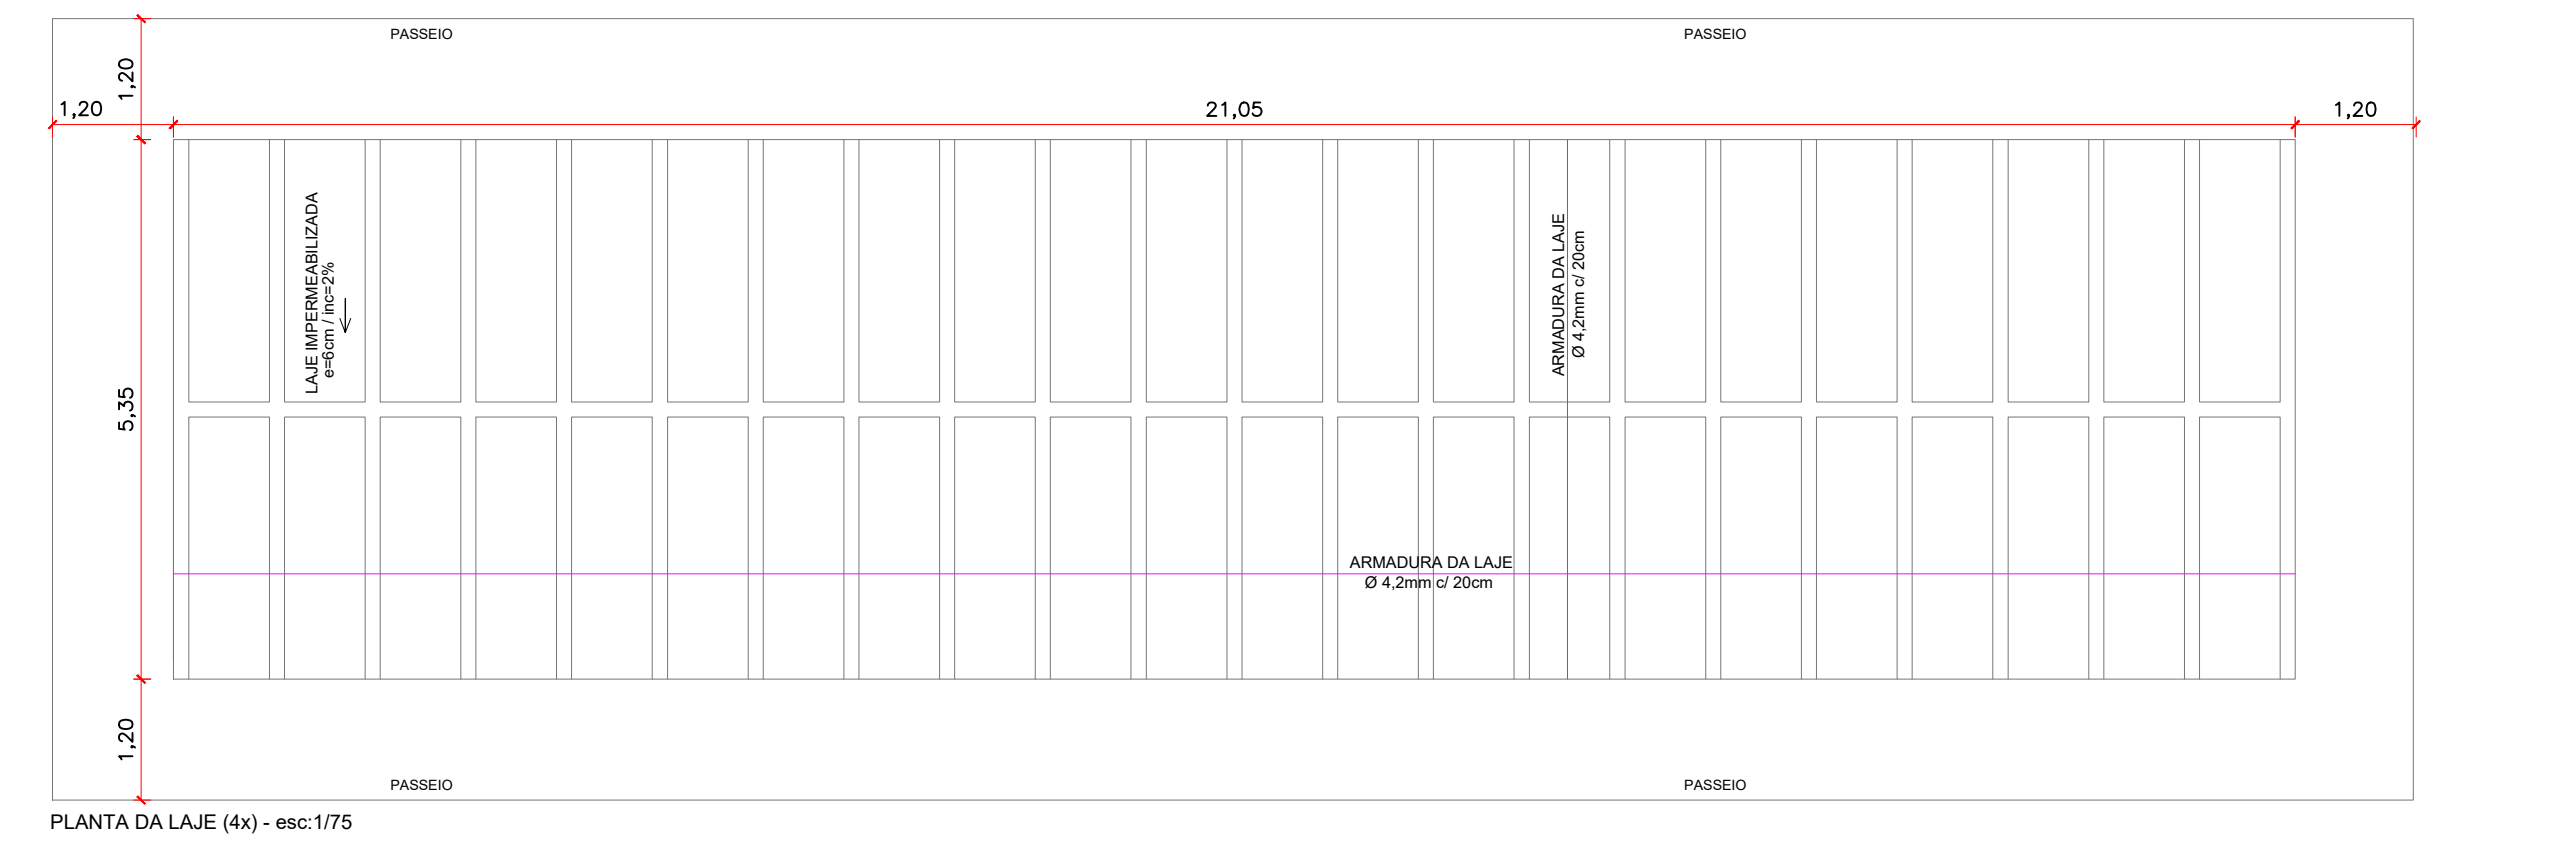 PASSEIO
PASSEIO
1,20
1,20
21,05
1,20
LAJE IMPERMEABILIZADA
e=6cm / inc=2%
ARMADURA DA LAJE
Ø 4,2mm c/ 20cm
5,35
ARMADURA DA LAJE
Ø 4,2mm c/ 20cm
1,20
PASSEIO
PASSEIO
PLANTA DA LAJE (4x) - esc:1/75